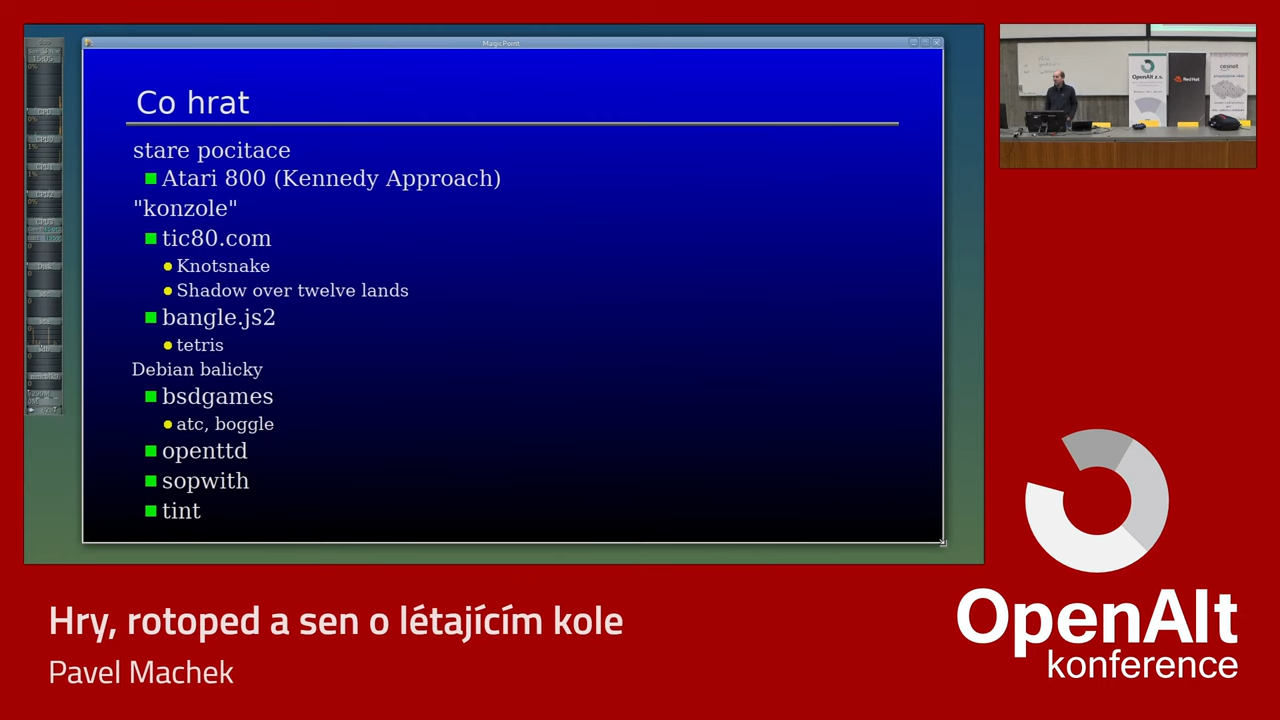 MagicPoint
Co hrat
stare pocitace
Atari 800 (Kennedy Approach)
"konzole"
tic80.com
Knotsnake
Shadow over twelve lands
bangle.js2
tetris
Debian balicky
bsdgames
atc, boggle
openttd
sopwith
tint
OpenAlt z.s.
Red Hat
cesnet
Hry, rotoped a sen o létajícím kole
Pavel Machek
OpenAlt
konference